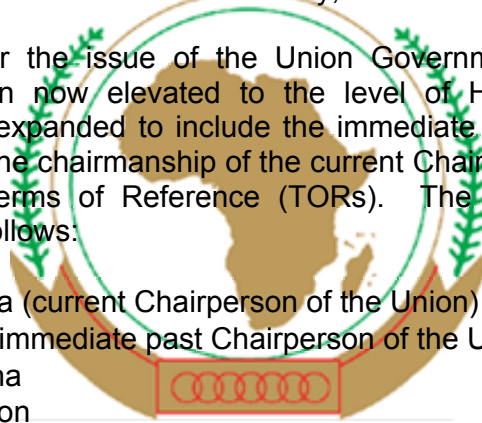 r the issue of the Union Governm
n now elevated to the level of H
expanded to include the immediate
ne chairmanship of the current Chair
erms of Reference (TORs). The
ollows:
a (current Chairperson of the Union)
immediate past Chairperson of the U
na
on